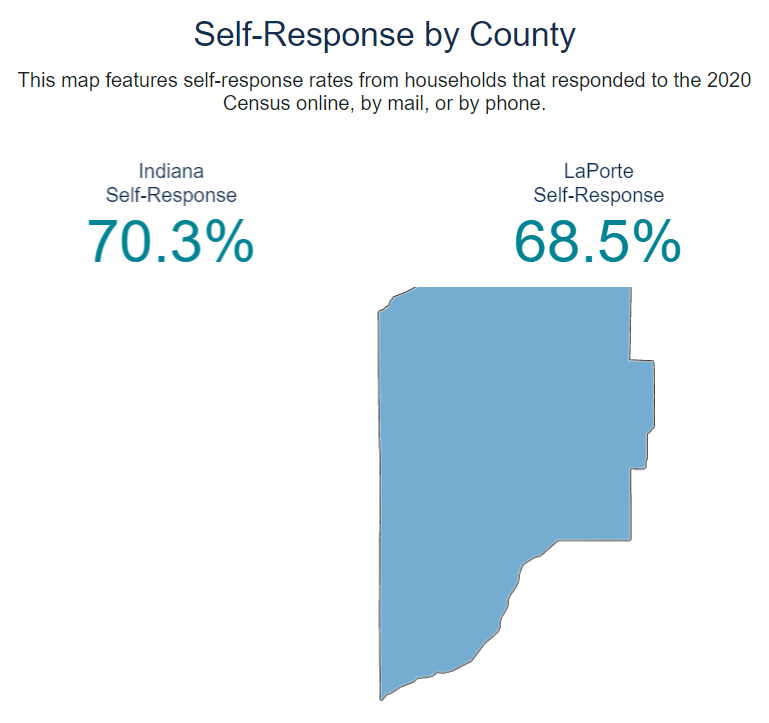 Self-Response by County
This map features self-response rates from households that responded to the 2020
Census online, by mail, or by phone.
Indiana
Self-Response
70.3%
LaPorte
Self-Response
68.5%